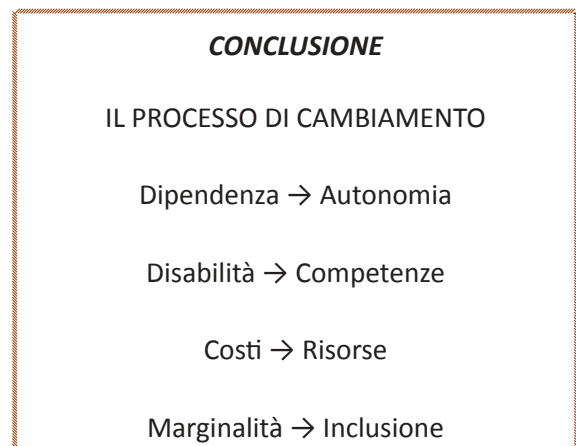 CONCLUSIONE
IL PROCESSO DI CAMBIAMENTO
Dipendenza → Autonomia
Disabilità → Competenze
Costi → Risorse
Marginalità → Inclusione